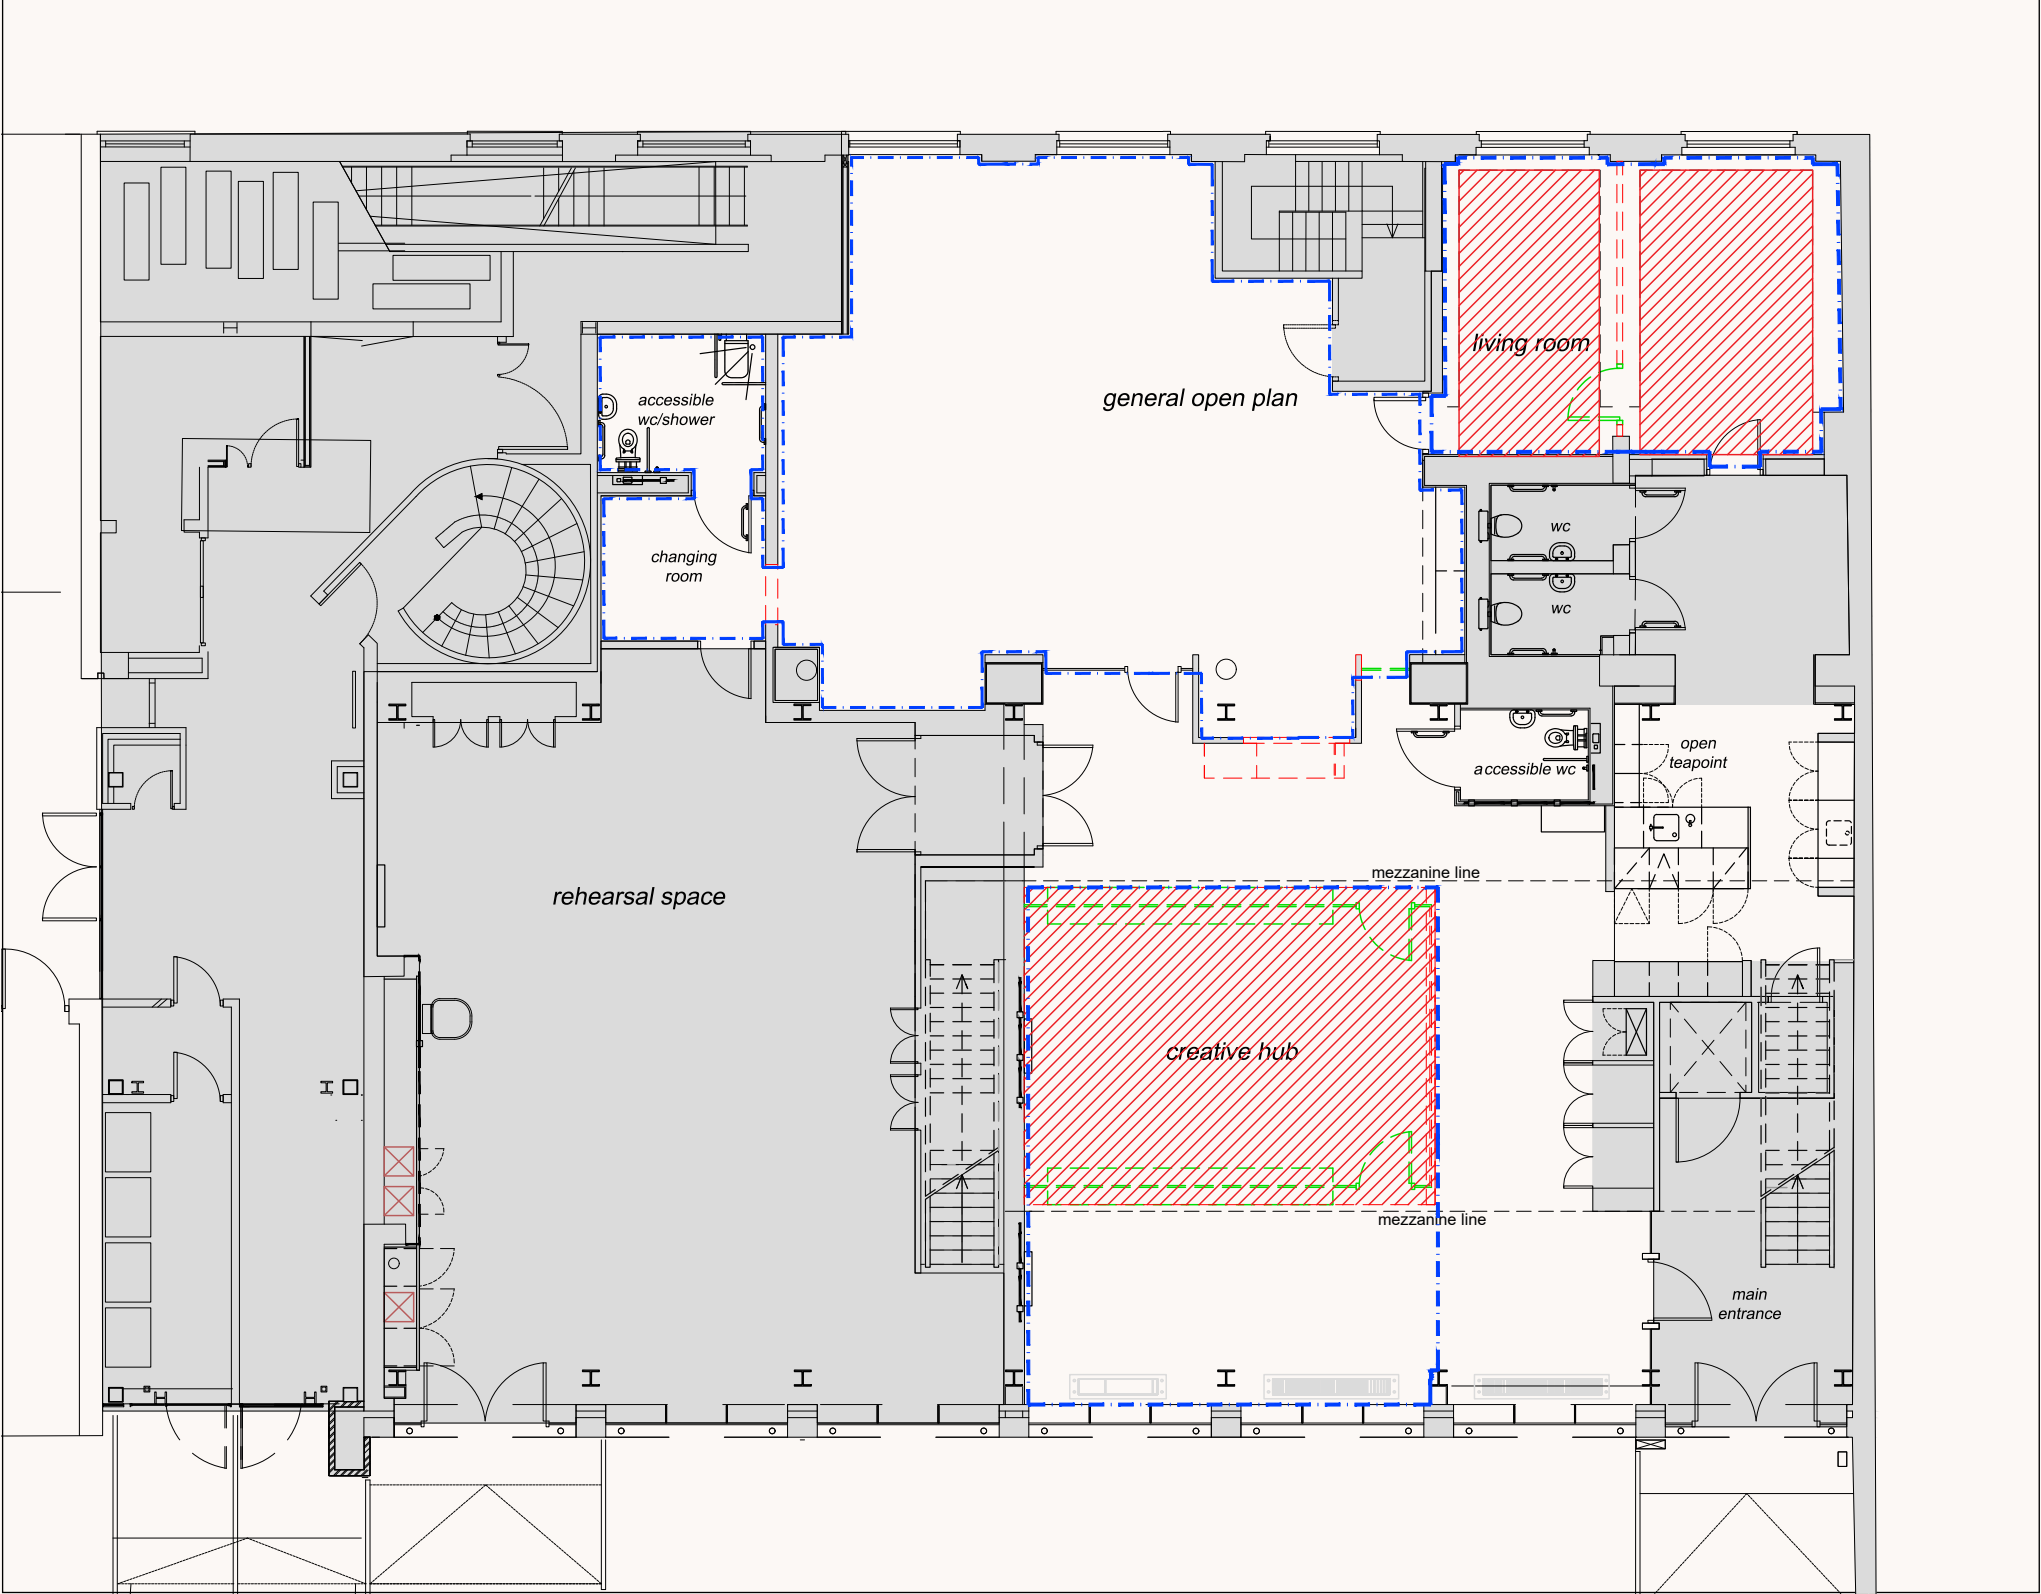 living room
general open plan
accessible
wc/shower
wc
changing
room
wc
open
teapoint
accessible wc
mezzanine line
rehearsal space
creative hub
mezzanine line
main
entrance